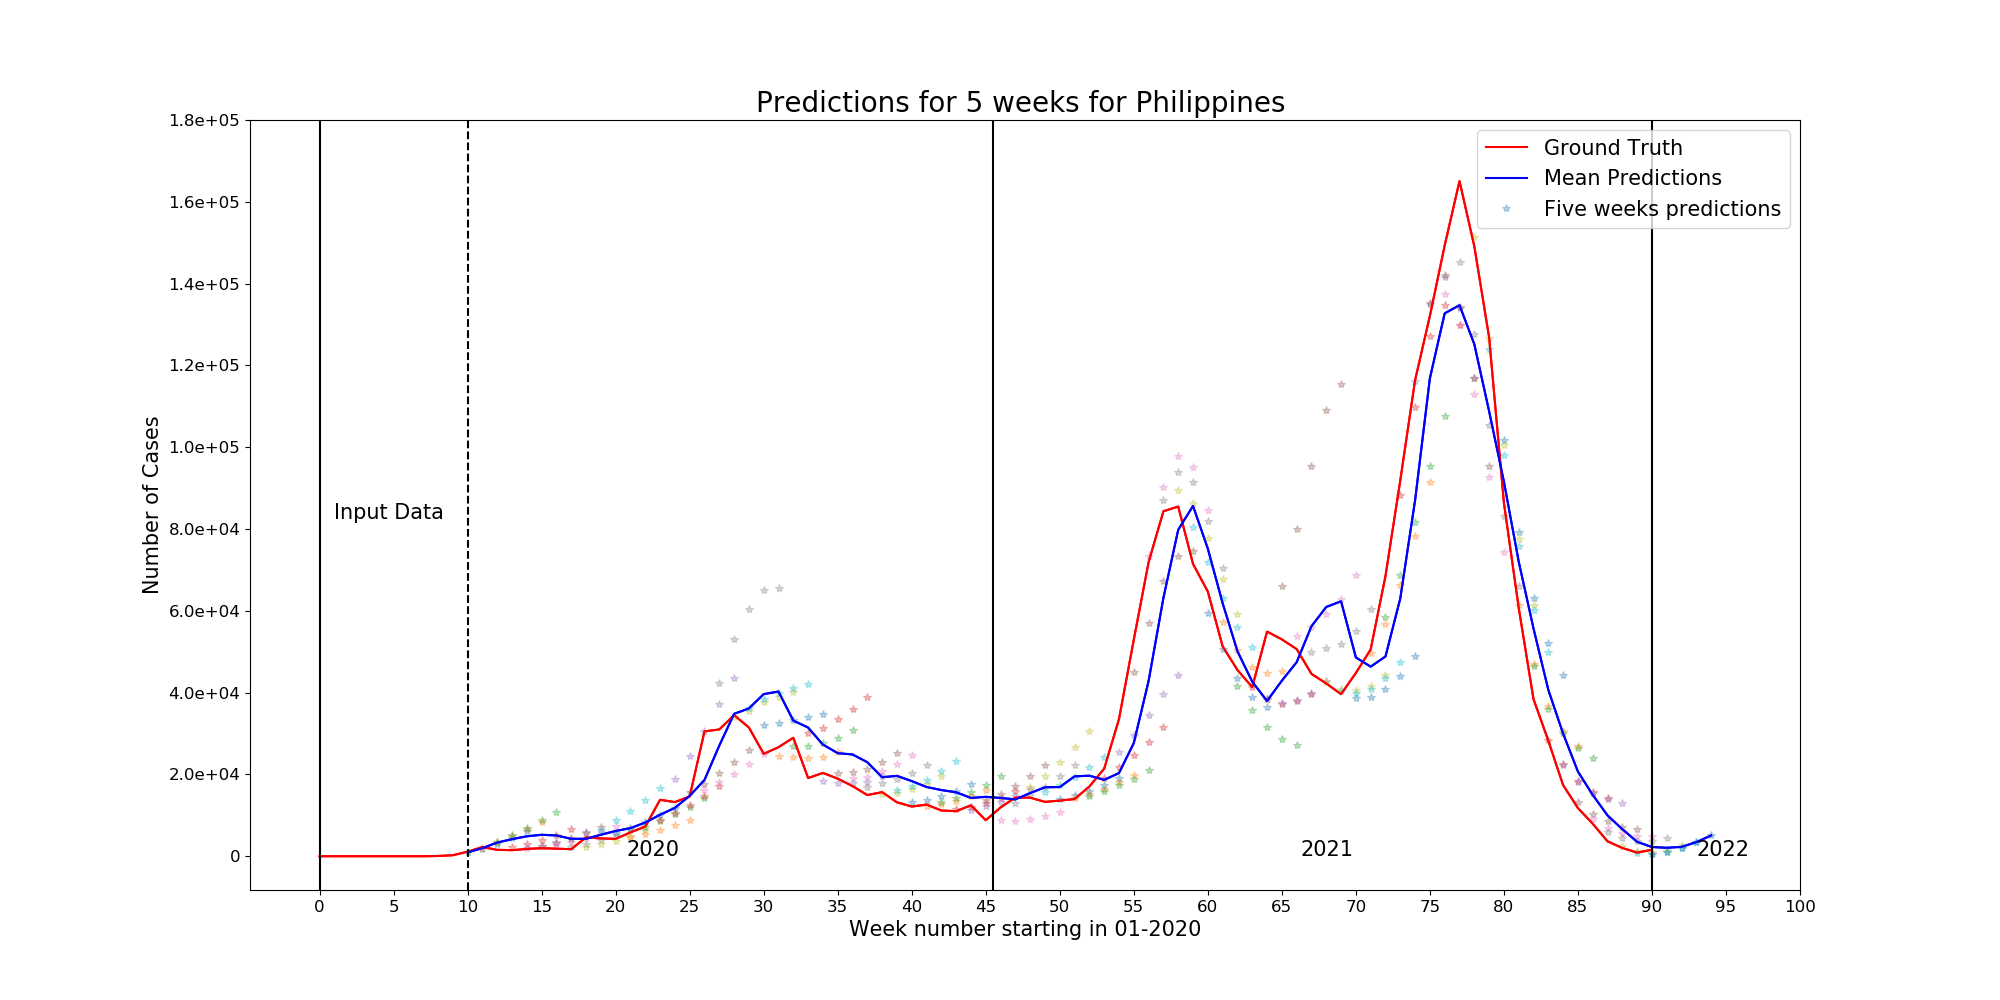 Predictions for 5 weeks for Philippines
1.8e+05
1.6e+05
1.4e+05
1.2e+05
1.0e+05
8.0e+04
6.0e+04
4.0e+04
2.0e+04
0
Number of Cases
Ground Truth
Mean Predictions
Five weeks predictions
Input Data
2020
2021
2022
0 5 10 15 20 25 30 35 40 45 50 55 60 65 70 75 80 85 90 95 100
Week number starting in 01-2020